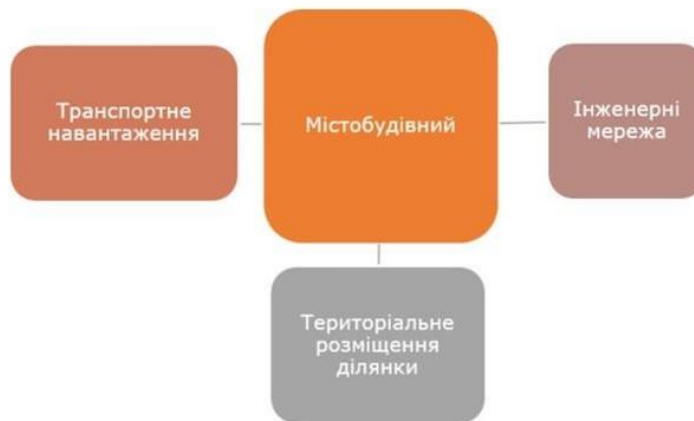 Транспортне
навантаження
Містобудівний
Інженерні
мережа
Територіальне
розміщення
ділянки